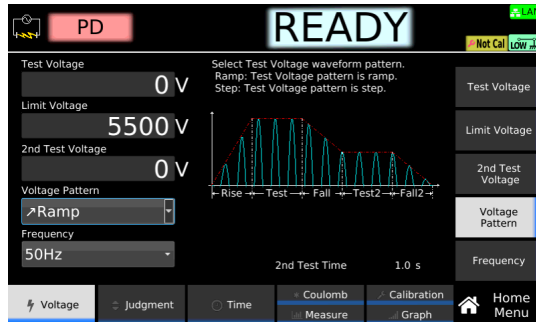 PD
READY
LAN
Not Cal
LOW
Test Voltage
0 V
Limit Voltage
5500 V
2nd Test Voltage
0 V
Voltage Pattern
↗Ramp
Frequency
50Hz
Select Test Voltage waveform pattern.
Ramp: Test Voltage pattern is ramp.
Step: Test Voltage pattern is step.
Rise Test Fall Test2 Fall2
2nd Test Time 1.0 s
Test Voltage
Limit Voltage
2nd Test
Voltage
Voltage
Pattern
Frequency
Voltage
Judgment
Time
Coulomb
Measure
Calibration
Graph
Home
Menu